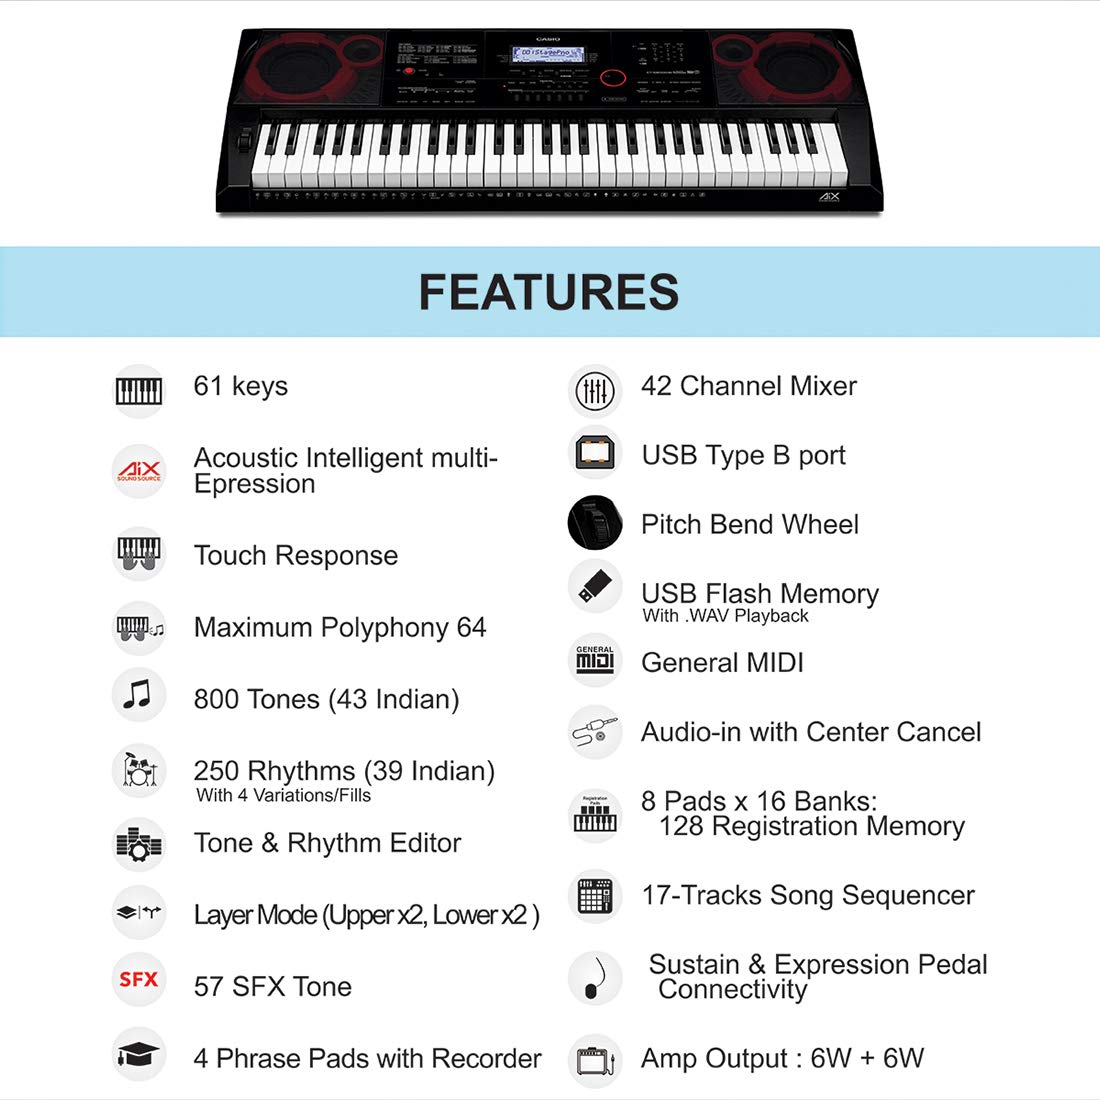 CASIO
001StagePno
AiX
FEATURES
61 keys
AiX
SOUND SOURCE
Acoustic Intelligent multi-
Epression
Touch Response
Maximum Polyphony 64
800 Tones (43 Indian)
250 Rhythms (39 Indian)
With 4 Variations/Fills
Tone & Rhythm Editor
Layer Mode (Upper x2, Lower x2 )
SFX
57 SFX Tone
4 Phrase Pads with Recorder
42 Channel Mixer
USB Type B port
Pitch Bend Wheel
USB Flash Memory
With .WAV Playback
GENERAL
MIDI
General MIDI
Audio-in with Center Cancel
Registration
Pads
8 Pads x 16 Banks:
128 Registration Memory
17-Tracks Song Sequencer
Sustain & Expression Pedal
Connectivity
Amp Output : 6W + 6W